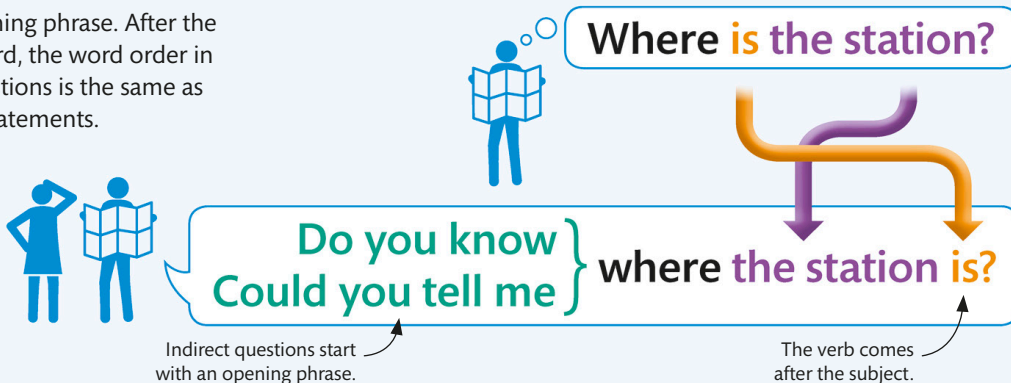 ning phrase. After the
rd, the word order in
tions is the same as
atements.
Where is the station?
Do you know
Could you tell me
where the station is?
Indirect questions start
with an opening phrase.
The verb comes
after the subject.